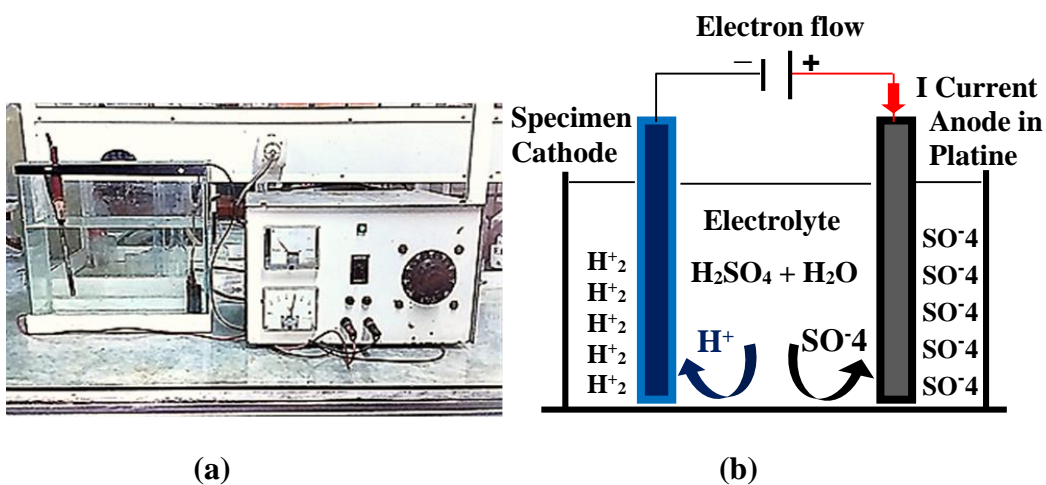 Electron flow
– +
I Current
Specimen
Cathode
Anode in
Platine
Electrolyte
H₂SO₄ + H₂O
H⁺₂
H⁺₂
H⁺₂
H⁺₂
H⁺₂
H⁺
SO⁻4
SO⁻4
SO⁻4
SO⁻4
SO⁻4
SO⁻4
(a)
(b)